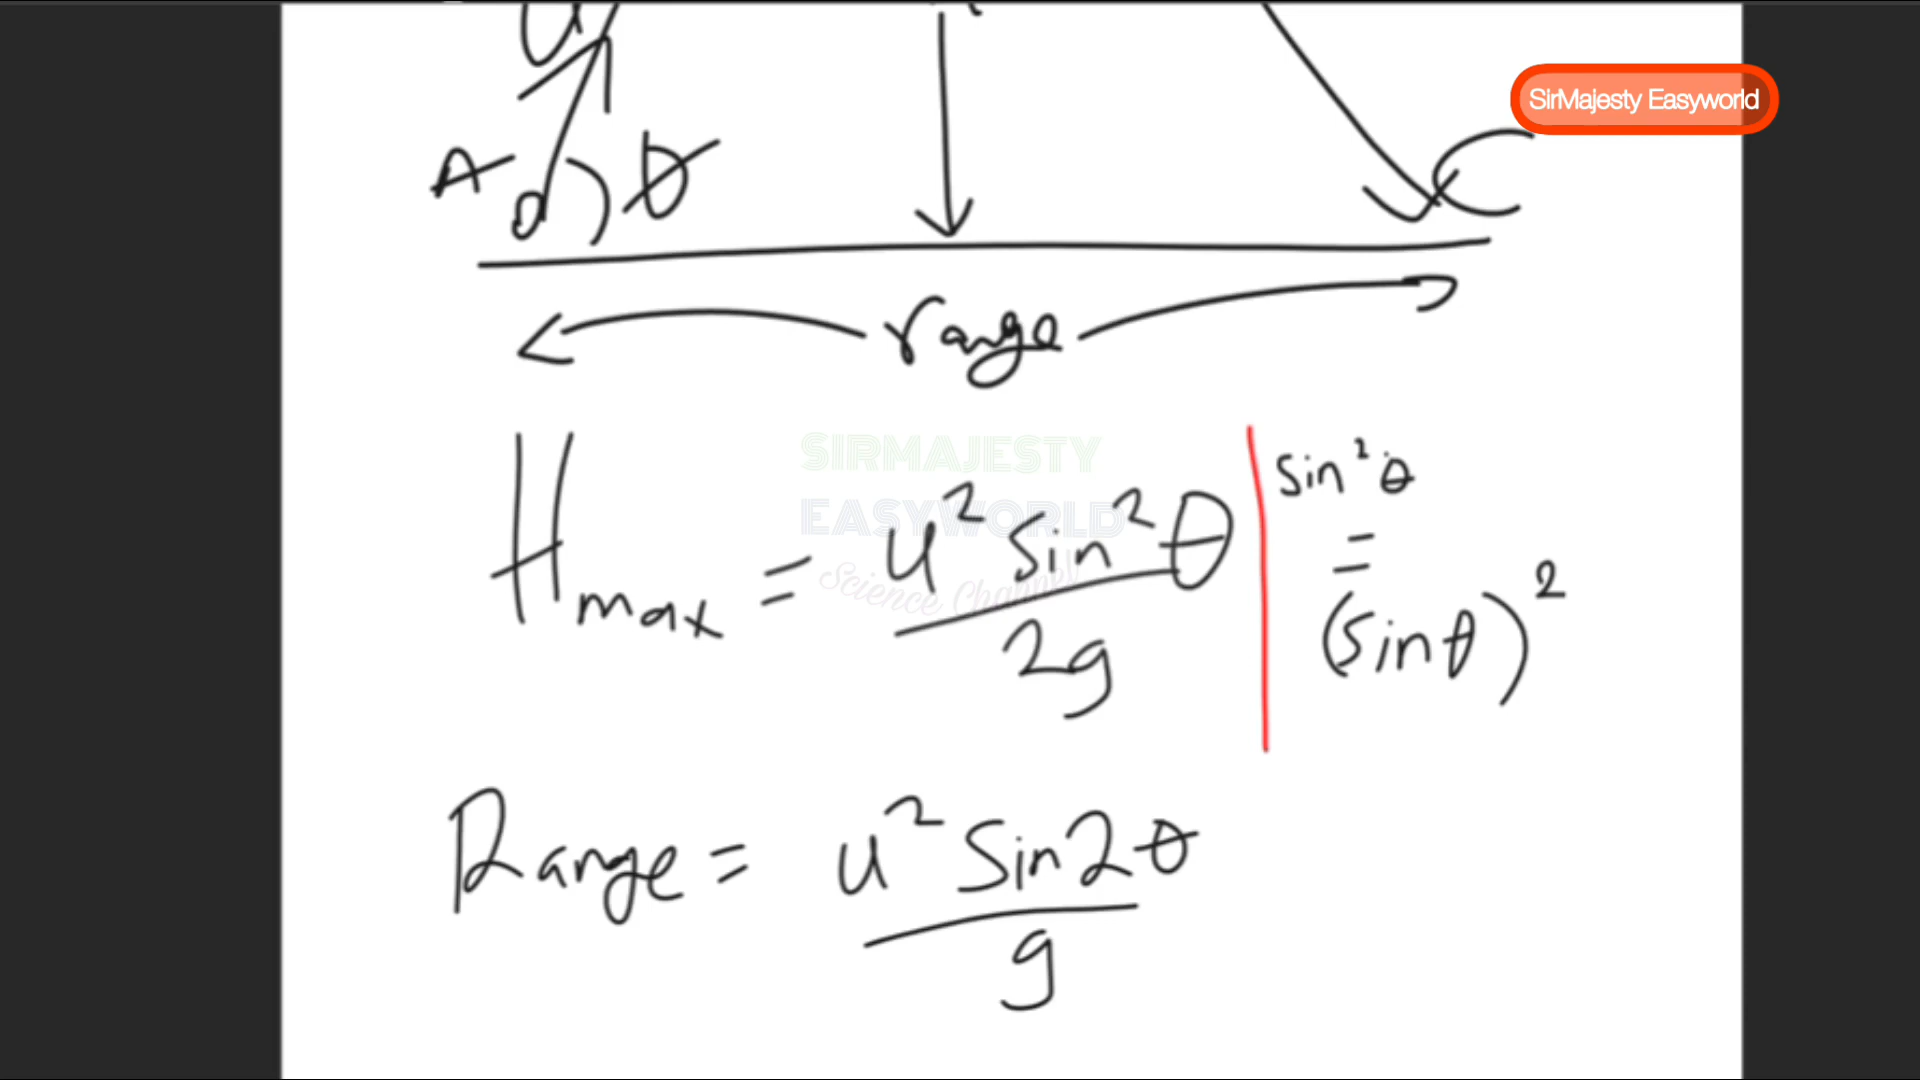 u
SirMajesty Easyworld
A θ C
range
SIRMAJESTY
EASYWORLD
Science Channel
Hmax = u² sin²θ / 2g
sin²θ
=
(sinθ)²
Range = u² Sin2θ / g